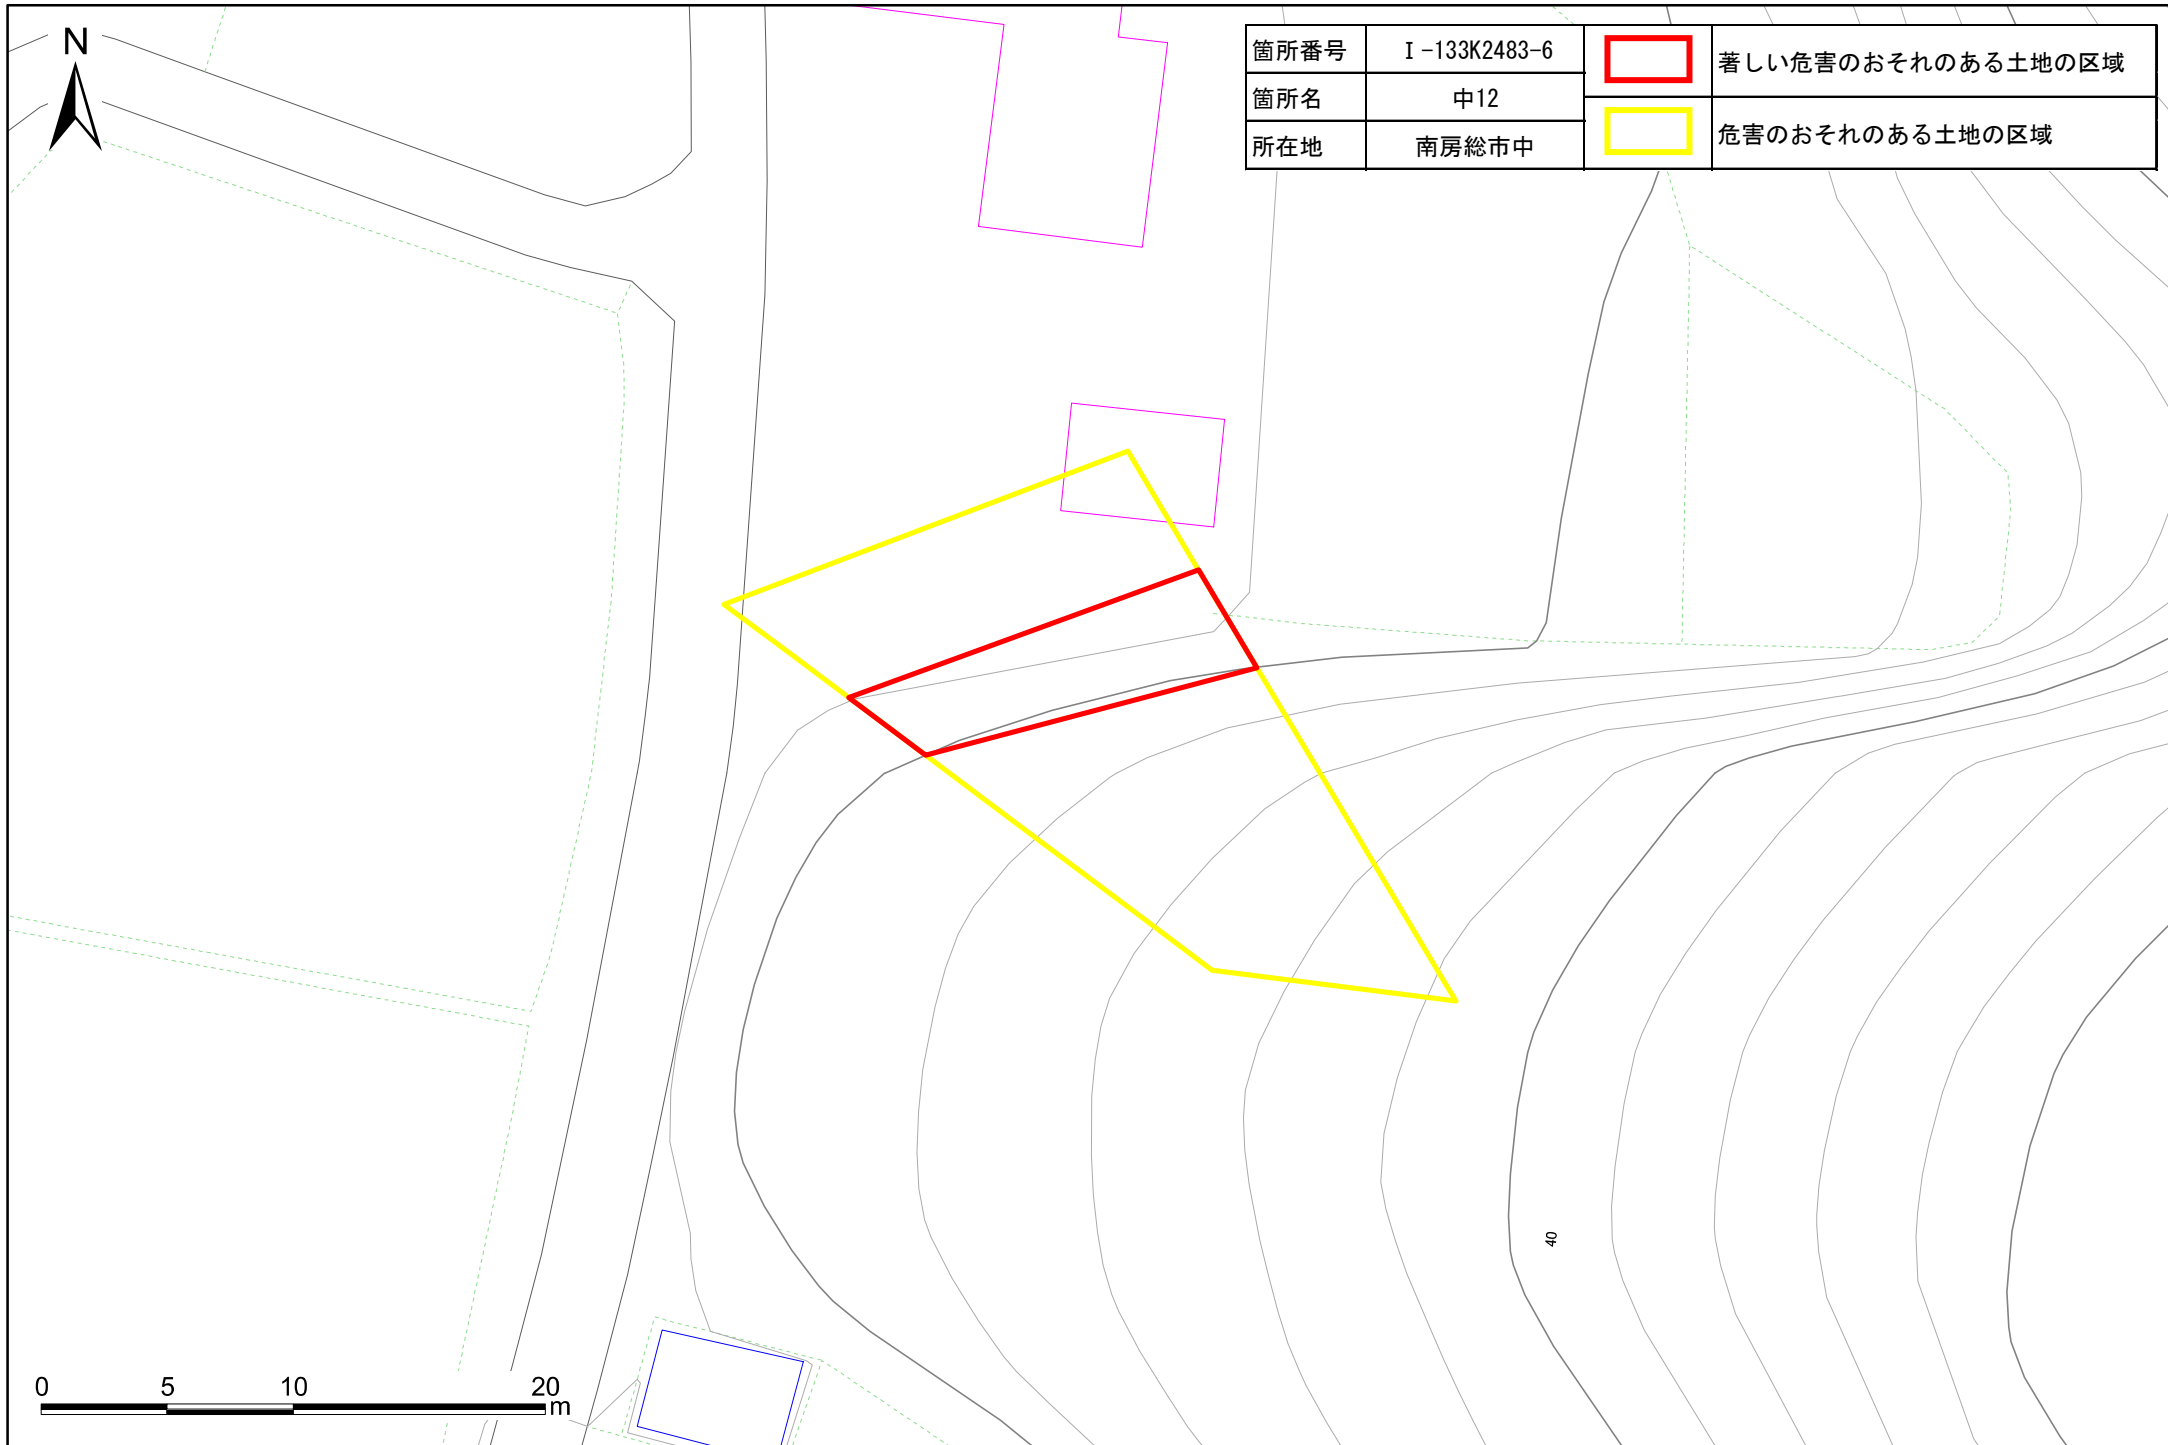 N
箇所番号 Ⅰ-133K2483-6
箇所名 中12
所在地 南房総市中
著しい危害のおそれのある土地の区域
危害のおそれのある土地の区域
40
0 5 10 20
m